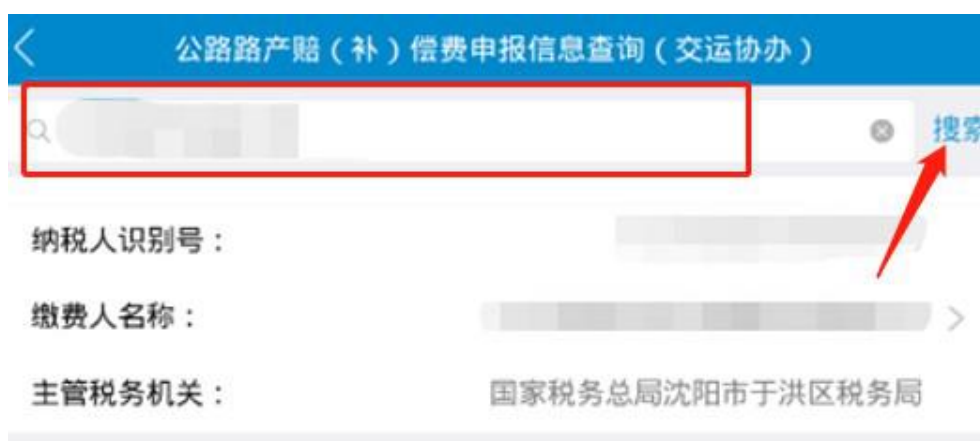 公路路产赔（补）偿费申报信息查询（交运协办）
搜索
纳税人识别号：
缴费人名称：
主管税务机关： 国家税务总局沈阳市于洪区税务局